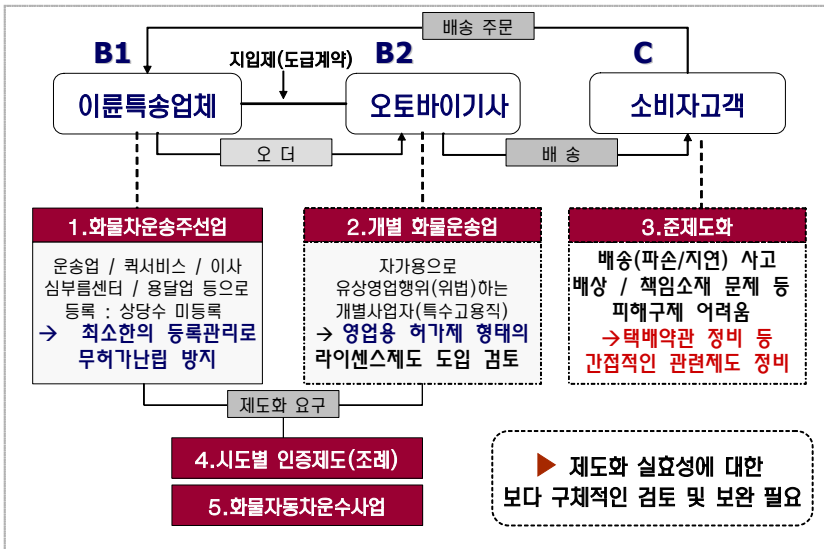 배송 주문
B1
지입제(도급계약)
B2
C
이륜특송업체
오토바이기사
소비자고객
오 더
배 송
1.화물차운송주선업
운송업 / 퀵서비스 / 이사
심부름센터 / 용달업 등으로
등록 : 상당수 미등록
→ 최소한의 등록관리로
무허가난립 방지
2.개별 화물운송업
자가용으로
유상영업행위(위법)하는
개별사업자(특수고용직)
→ 영업용 허가제 형태의
라이센스제도 도입 검토
3.준제도화
배송(파손/지연) 사고
배상 / 책임소재 문제 등
피해구제 어려움
→택배약관 정비 등
간접적인 관련제도 정비
제도화 요구
4.시도별 인증제도(조례)
5.화물자동차운수사업
▶ 제도화 실효성에 대한
보다 구체적인 검토 및 보완 필요